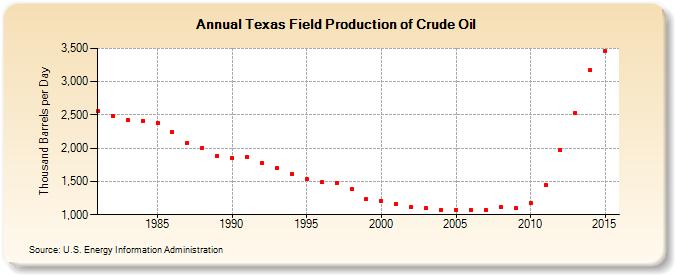 Annual Texas Field Production of Crude Oil
Thousand Barrels per Day
3,500
3,000
2,500
2,000
1,500
1,000
1985 1990 1995 2000 2005 2010 2015
Source: U.S. Energy Information Administration